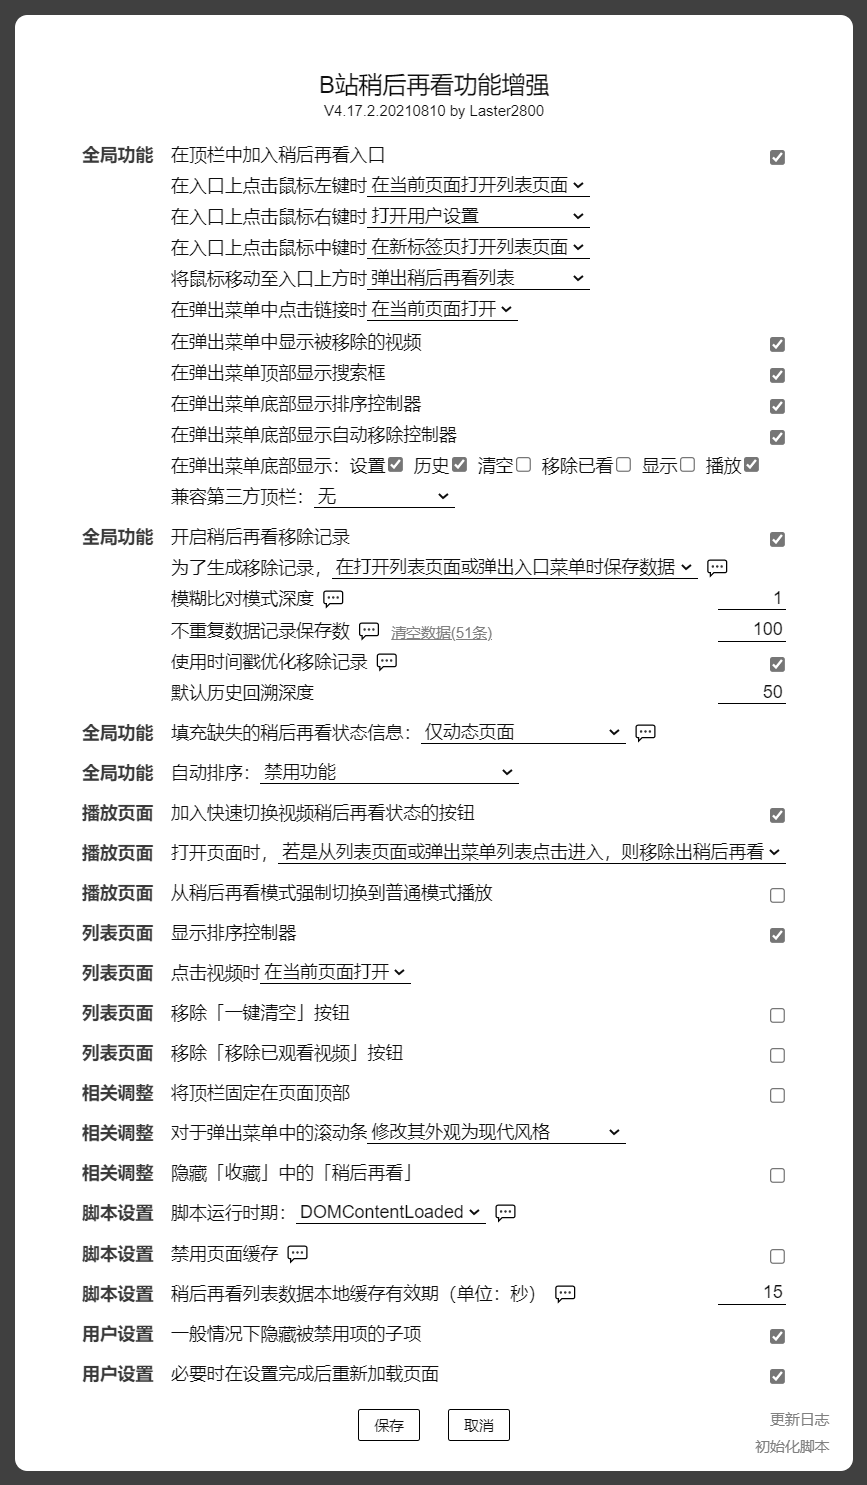 B站稍后再看功能增强
V4.17.2.20210810 by Laster2800
全局功能 在顶栏中加入稍后再看入口
在入口上点击鼠标左键时 在当前页面打开列表页面
在入口上点击鼠标右键时 打开用户设置
在入口上点击鼠标中键时 在新标签页打开列表页面
将鼠标移动至入口上方时 弹出稍后再看列表
在弹出菜单中点击链接时 在当前页面打开
在弹出菜单中显示被移除的视频
在弹出菜单顶部显示搜索框
在弹出菜单底部显示排序控制器
在弹出菜单底部显示自动移除控制器
在弹出菜单底部显示：设置 历史 清空 移除已看 显示 播放
兼容第三方顶栏：无
全局功能 开启稍后再看移除记录
为了生成移除记录，在打开列表页面或弹出入口菜单时保存数据
模糊比对模式深度 1
不重复数据记录保存数 清空数据(51条) 100
使用时间戳优化移除记录
默认历史回溯深度 50
全局功能 填充缺失的稍后再看状态信息：仅动态页面
全局功能 自动排序：禁用功能
播放页面 加入快速切换视频稍后再看状态的按钮
播放页面 打开页面时，若是从列表页面或弹出菜单列表点击进入，则移除出稍后再看
播放页面 从稍后再看模式强制切换到普通模式播放
列表页面 显示排序控制器
列表页面 点击视频时 在当前页面打开
列表页面 移除「一键清空」按钮
列表页面 移除「移除已观看视频」按钮
相关调整 将顶栏固定在页面顶部
相关调整 对于弹出菜单中的滚动条 修改其外观为现代风格
相关调整 隐藏「收藏」中的「稍后再看」
脚本设置 脚本运行时期：DOMContentLoaded
脚本设置 禁用页面缓存
脚本设置 稍后再看列表数据本地缓存有效期（单位：秒） 15
用户设置 一般情况下隐藏被禁用项的子项
用户设置 必要时在设置完成后重新加载页面
保存 取消
更新日志
初始化脚本